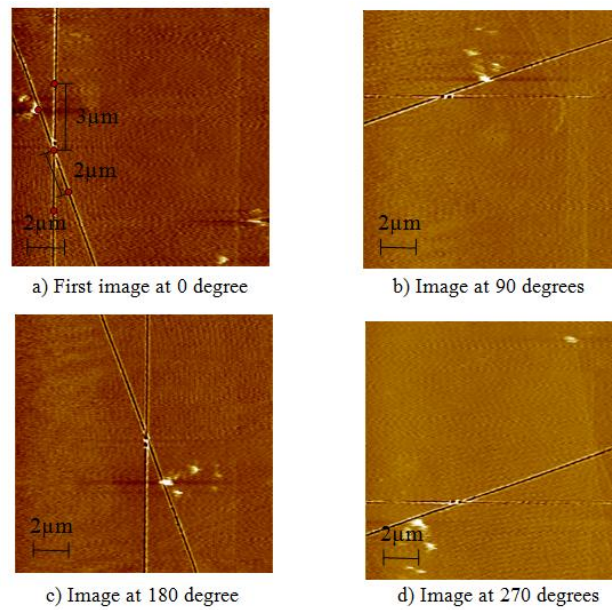 3µm
2µm
2µm
a) First image at 0 degree
2µm
b) Image at 90 degrees
2µm
c) Image at 180 degree
2µm
d) Image at 270 degrees